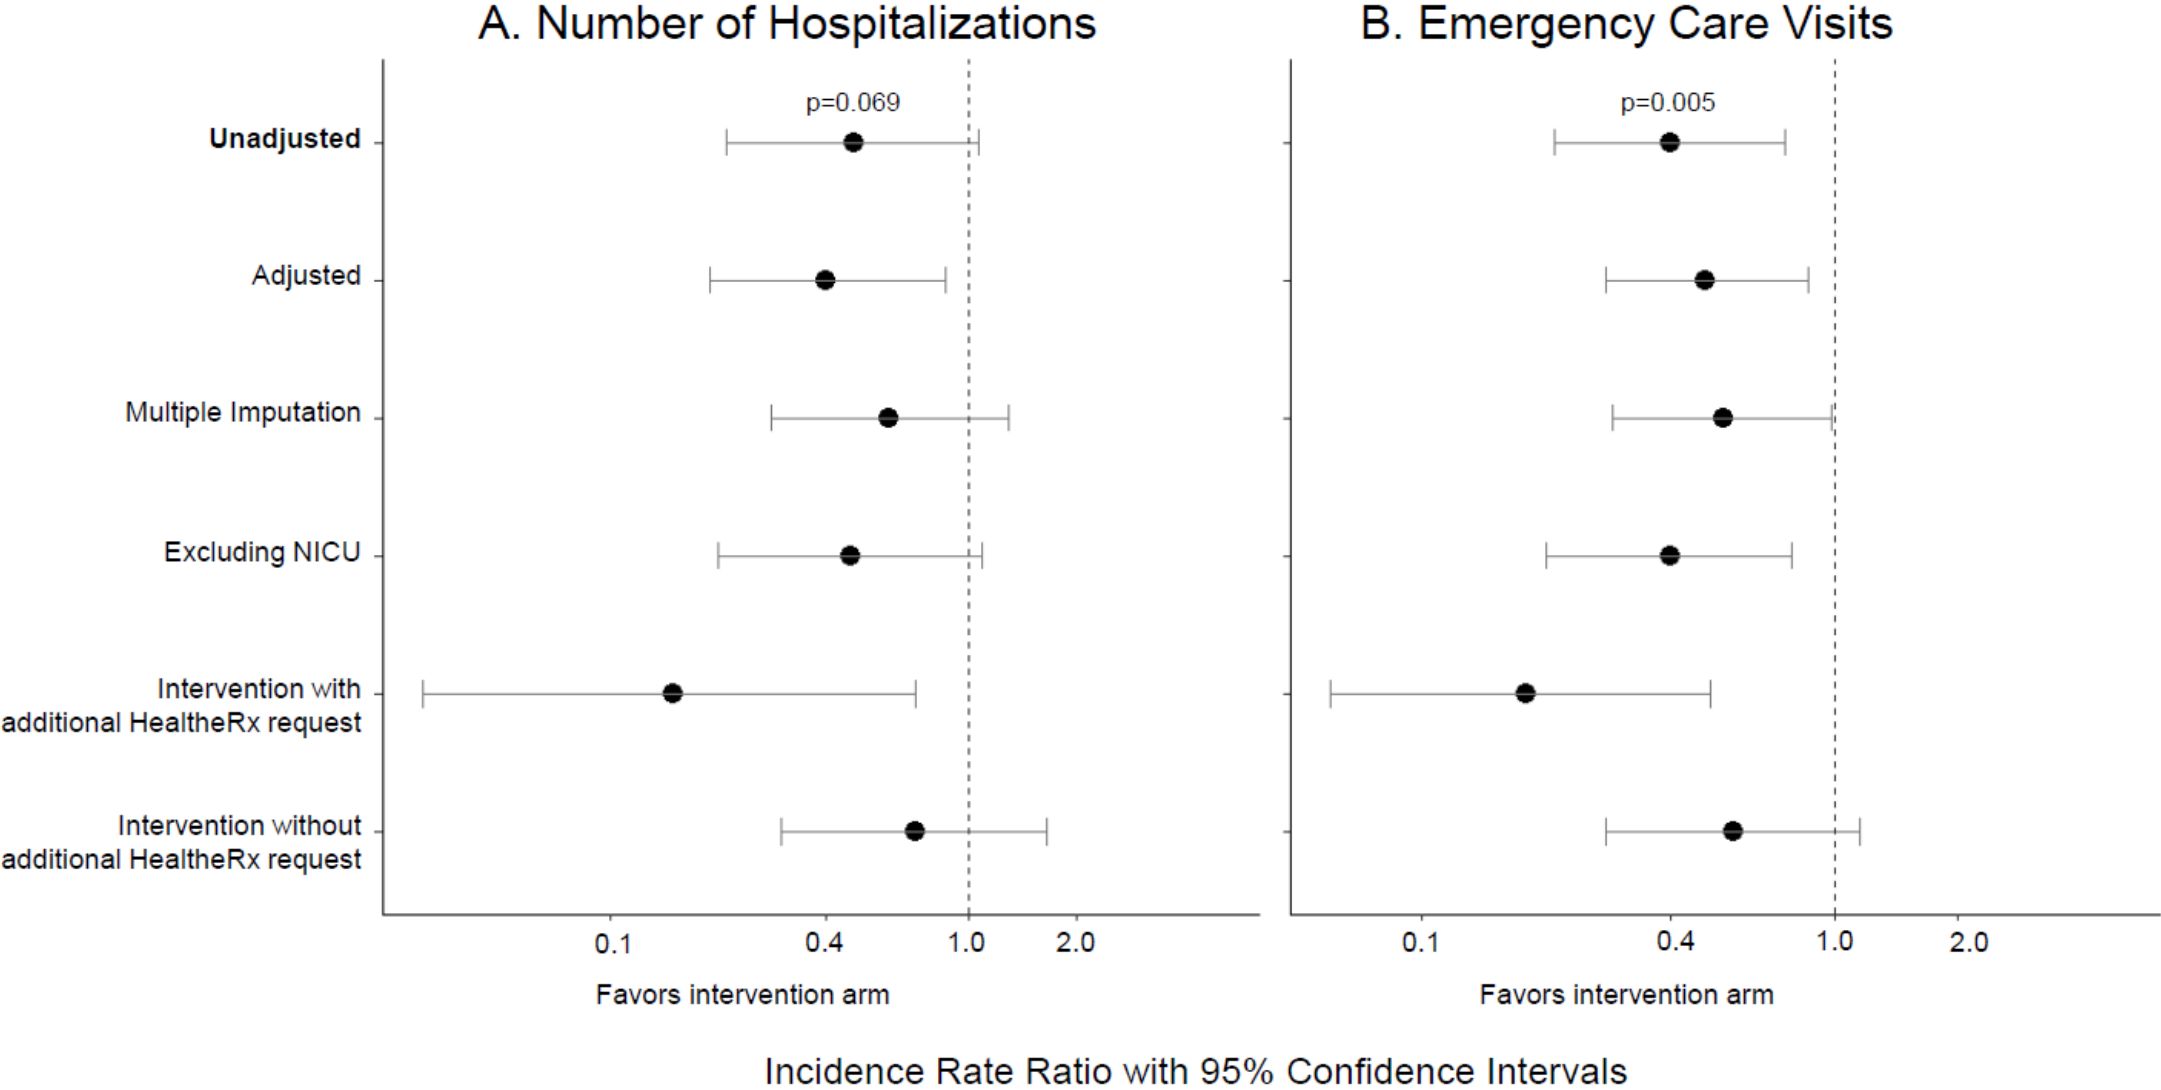 A. Number of Hospitalizations
B. Emergency Care Visits
p=0.069
p=0.005
Unadjusted
Adjusted
Multiple Imputation
Excluding NICU
Intervention with
additional HealtheRx request
Intervention without
additional HealtheRx request
0.1 0.4 1.0 2.0
0.1 0.4 1.0 2.0
Favors intervention arm
Favors intervention arm
Incidence Rate Ratio with 95% Confidence Intervals